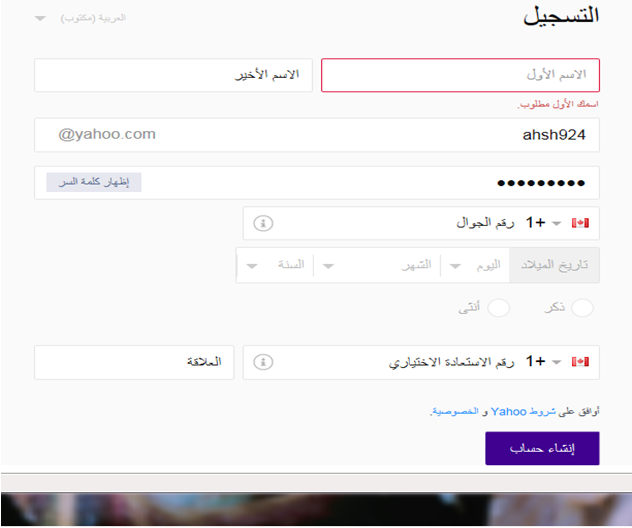 التسجيل
العربية (مكتوب)
الاسم الأول الاسم الأخير
اسمك الأول مطلوب.
ahsh924 @yahoo.com
إظهار كلمة السر
+1 رقم الجوال
تاريخ الميلاد اليوم الشهر السنة
ذكر أنثى
+1 رقم الاستعادة الاختياري العلاقة
أوافق على شروط Yahoo و الخصوصية.
إنشاء حساب